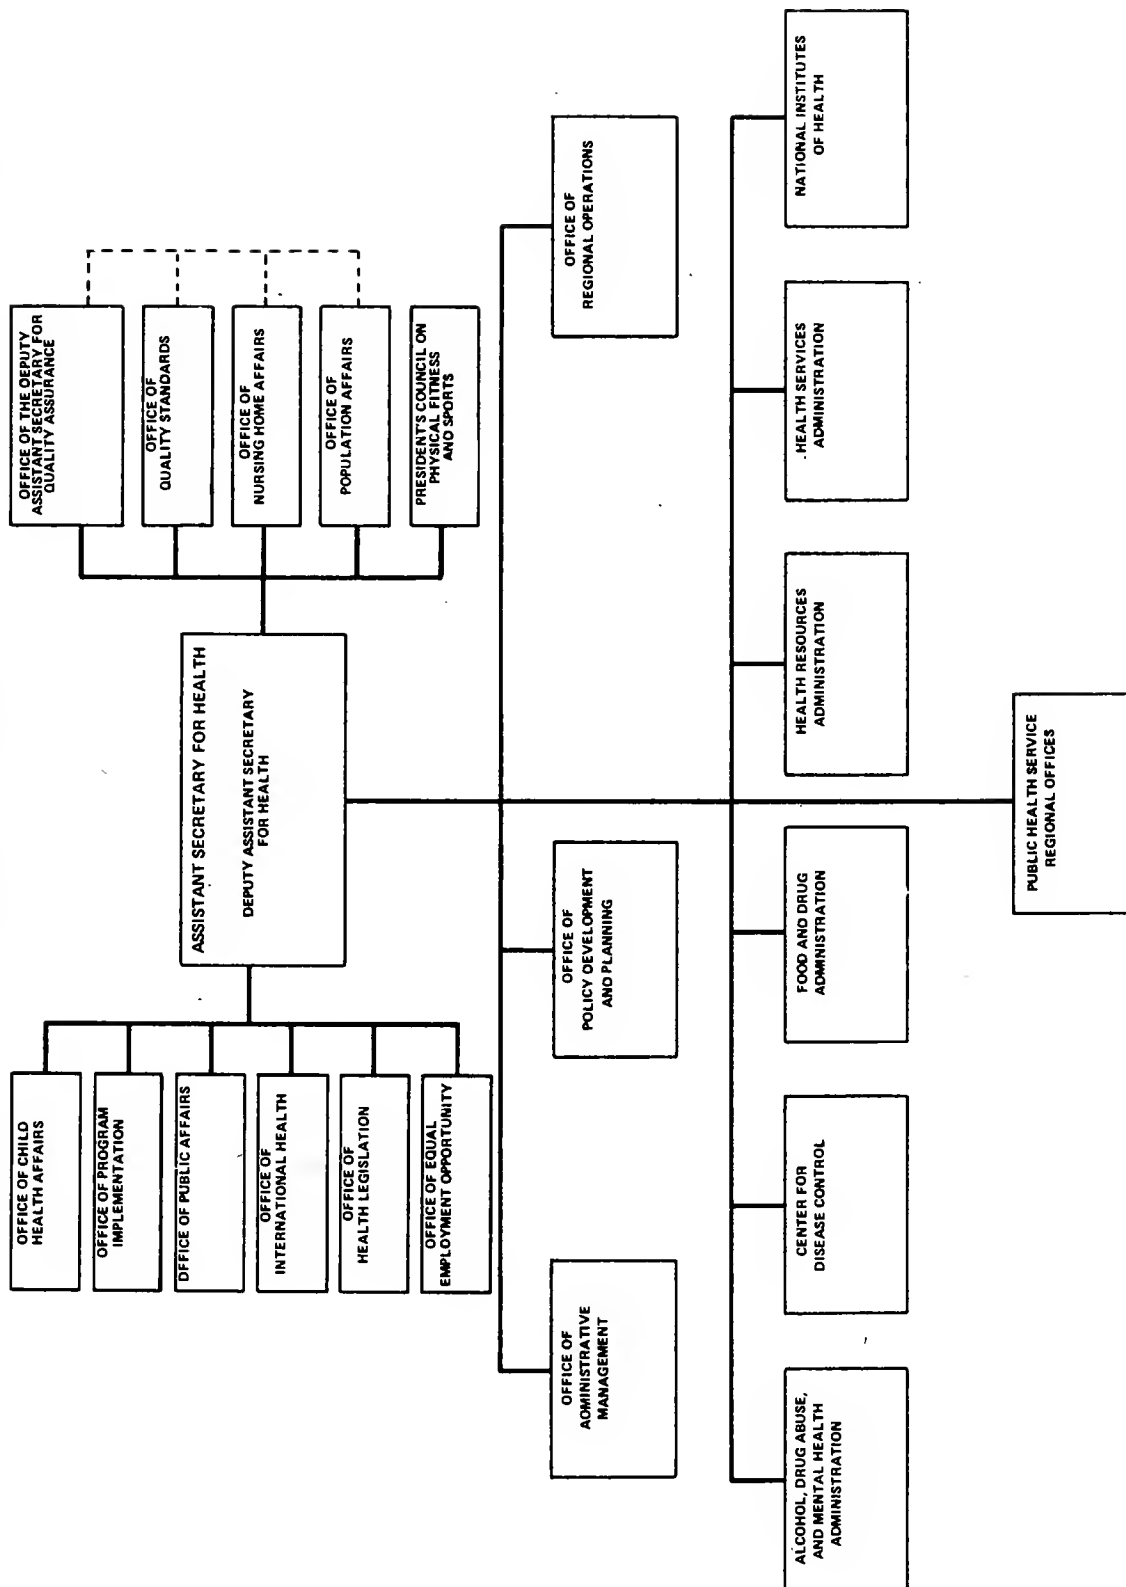 OFFICE OF CHILD
HEALTH AFFAIRS
OFFICE OF PROGRAM
IMPLEMENTATION
OFFICE OF PUBLIC AFFAIRS
OFFICE OF
INTERNATIONAL HEALTH
OFFICE OF
HEALTH LEGISLATION
OFFICE OF EQUAL
EMPLOYMENT OPPORTUNITY
ASSISTANT SECRETARY FOR HEALTH
DEPUTY ASSISTANT SECRETARY
FOR HEALTH
OFFICE OF THE DEPUTY
ASSISTANT SECRETARY FOR
QUALITY ASSURANCE
OFFICE OF
QUALITY STANDARDS
OFFICE OF
NURSING HOME AFFAIRS
OFFICE OF
POPULATION AFFAIRS
PRESIDENT'S COUNCIL ON
PHYSICAL FITNESS
AND SPORTS
OFFICE OF
ADMINISTRATIVE
MANAGEMENT
OFFICE OF
POLICY DEVELOPMENT
AND PLANNING
OFFICE OF
REGIONAL OPERATIONS
ALCOHOL, DRUG ABUSE,
AND MENTAL HEALTH
ADMINISTRATION
CENTER FOR
DISEASE CONTROL
FOOD AND DRUG
ADMINISTRATION
HEALTH RESOURCES
ADMINISTRATION
HEALTH SERVICES
ADMINISTRATION
NATIONAL INSTITUTES
OF HEALTH
PUBLIC HEALTH SERVICE
REGIONAL OFFICES